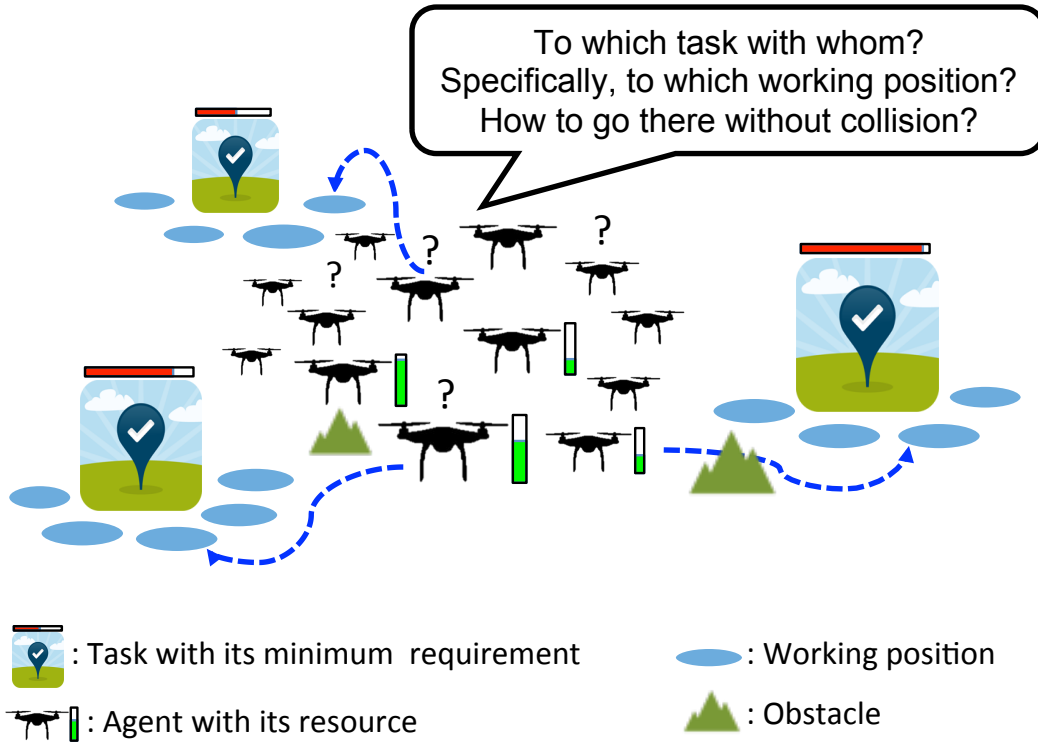 To which task with whom?
Specifically, to which working position?
How to go there without collision?
?
?
?
?
: Task with its minimum requirement
: Working position
: Agent with its resource
: Obstacle